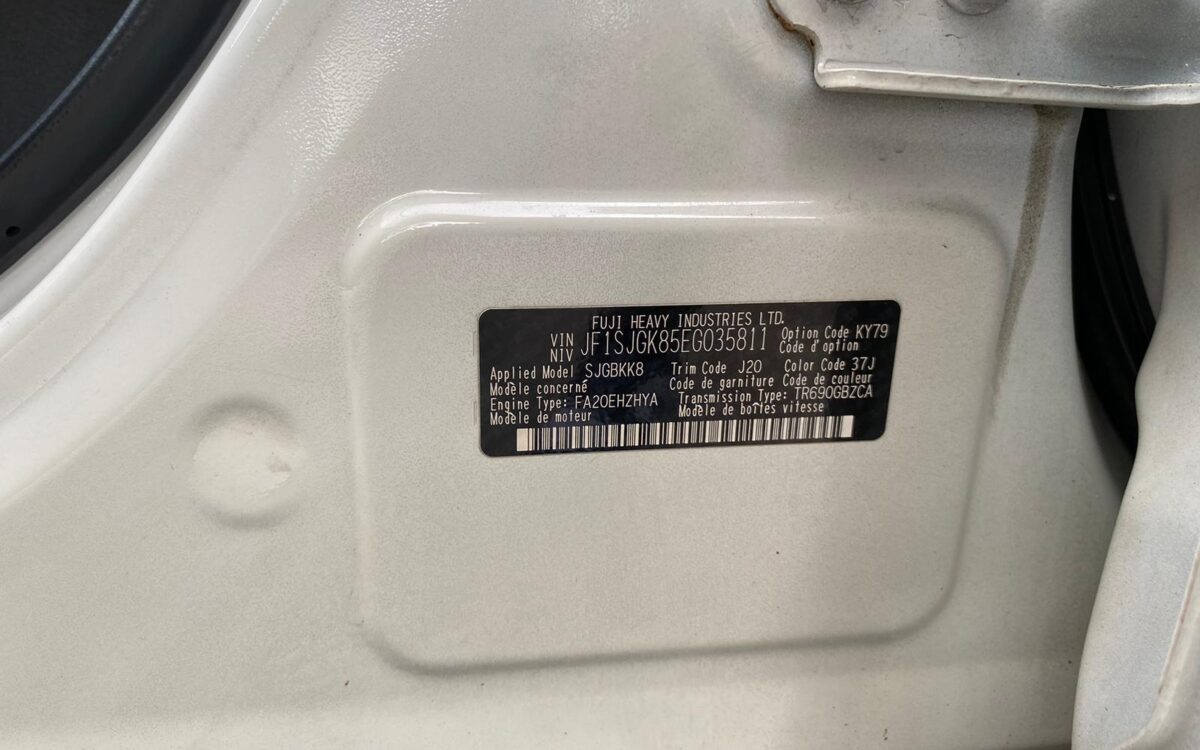 FUJI HEAVY INDUSTRIES LTD.
VIN
NIV JF1SJGK85EG035811 Option Code KY79
Code d'option
Applied Model SJGBKK8 Trim Code J20 Color Code 37J
Modèle concerné Code de garniture Code de couleur
Engine Type: FA20EHZHYA Transmission Type: TR690GBZCA
Modèle de moteur Modèle de boîtes vitesse